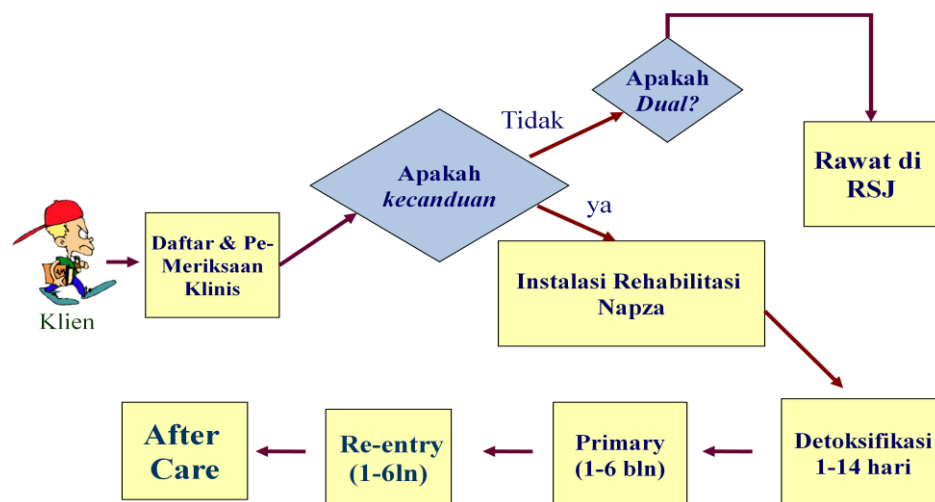 Apakah
Dual?
Tidak
Rawat di
RSJ
Apakah
kecanduan
ya
Daftar & Pe-
Meriksaan
Klinis
Klien
Instalasi Rehabilitasi
Napza
After
Care
Re-entry
(1-6ln)
Primary
(1-6 bln)
Detoksifikasi
1-14 hari